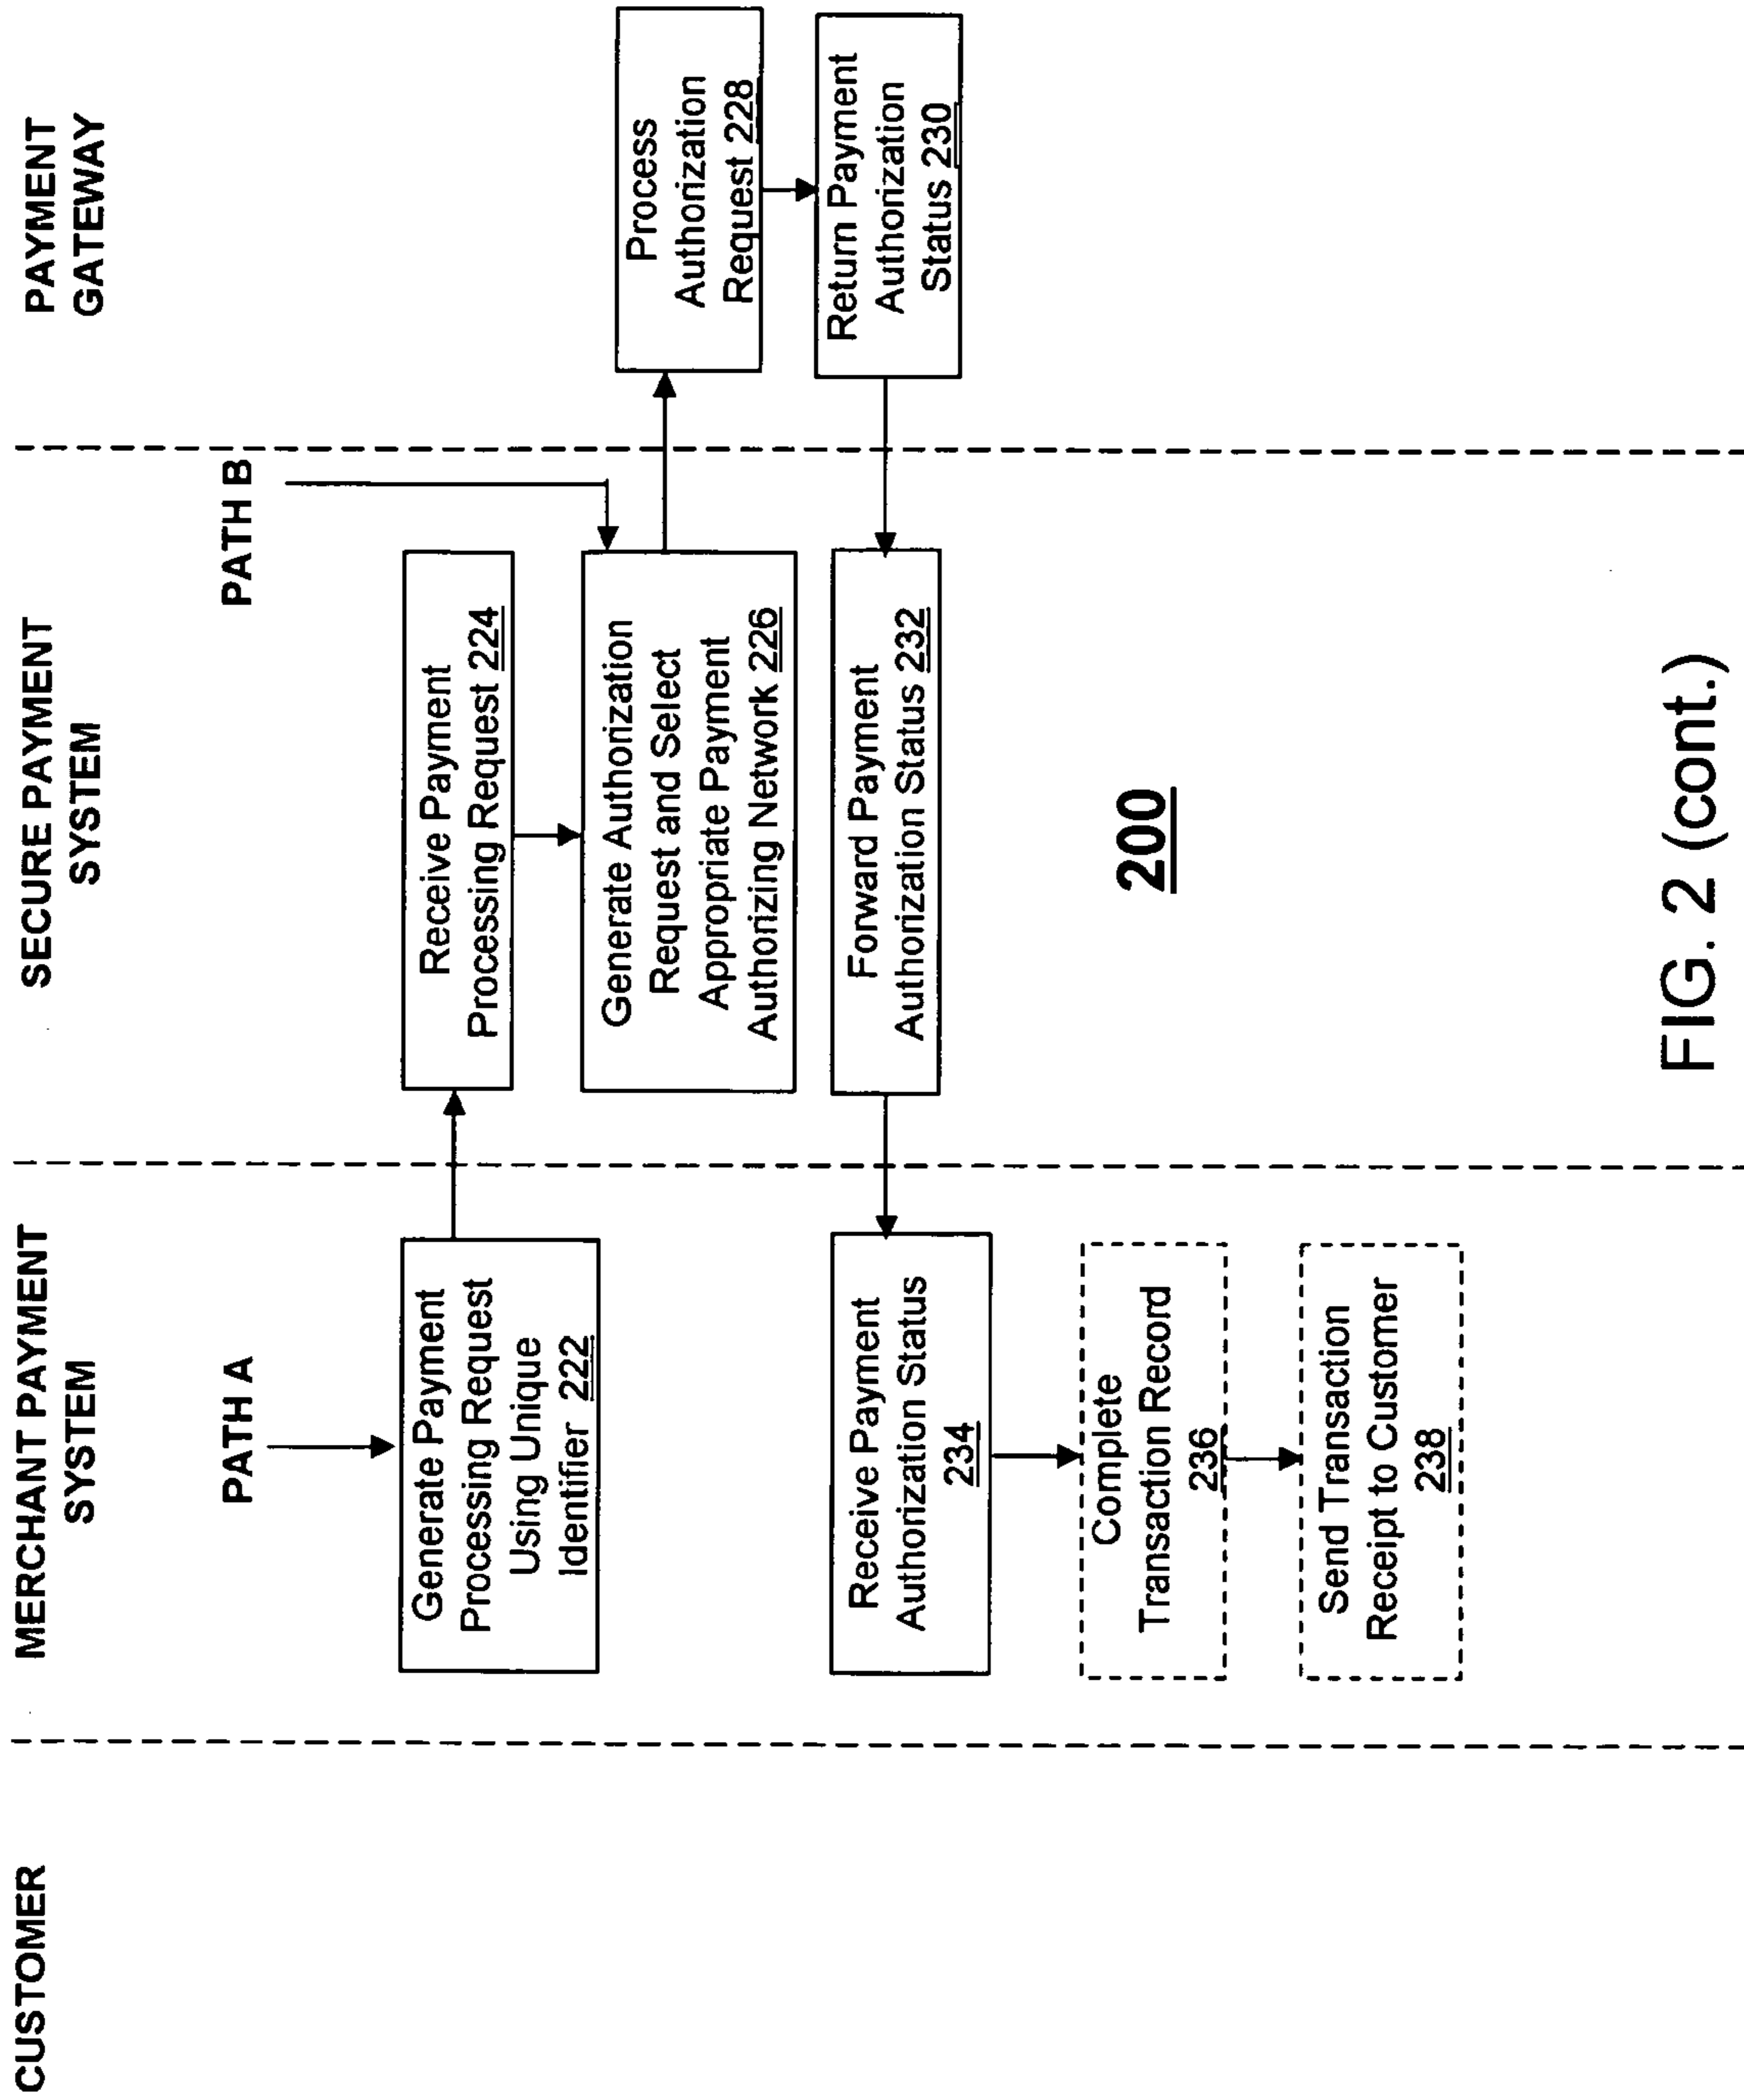 CUSTOMER
MERCHANT PAYMENT
SYSTEM
SECURE PAYMENT
SYSTEM
PAYMENT
GATEWAY
PATH A
PATH B
Generate Payment
Processing Request
Using Unique
Identifier 222
Receive Payment
Processing Request 224
Generate Authorization
Request and Select
Appropriate Payment
Authorizing Network 226
Process
Authorization
Request 228
Return Payment
Authorization
Status 230
Forward Payment
Authorization Status 232
Receive Payment
Authorization Status
234
Complete
Transaction Record
236
Send Transaction
Receipt to Customer
238
200
FIG. 2 (cont.)